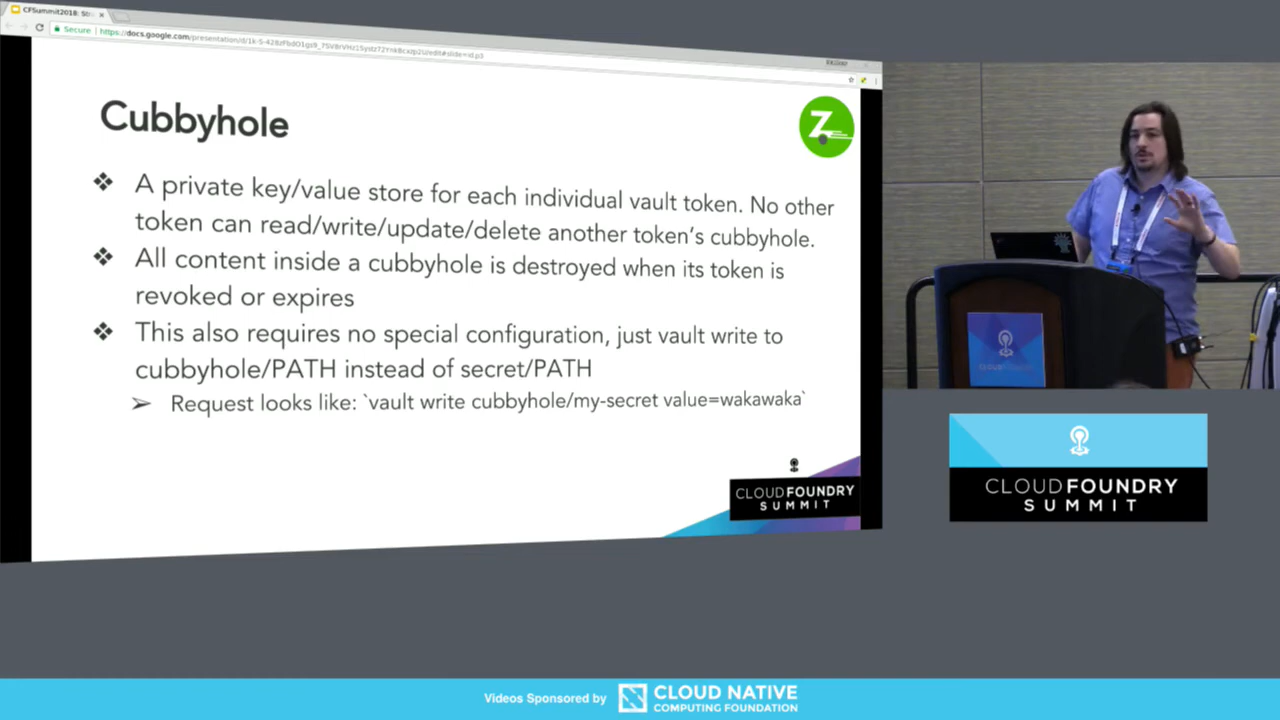 CFSummit2018: Str
Secure
Cubbyhole
Z
❖ A private key/value store for each individual vault token. No other
token can read/write/update/delete another token's cubbyhole.
❖ All content inside a cubbyhole is destroyed when its token is
revoked or expires
❖ This also requires no special configuration, just vault write to
cubbyhole/PATH instead of secret/PATH
➢ Request looks like: `vault write cubbyhole/my-secret value=wakawaka`
CLOUD FOUNDRY
SUMMIT
CLOUD FOUNDRY
SUMMIT
Videos Sponsored by
CLOUD NATIVE
COMPUTING FOUNDATION